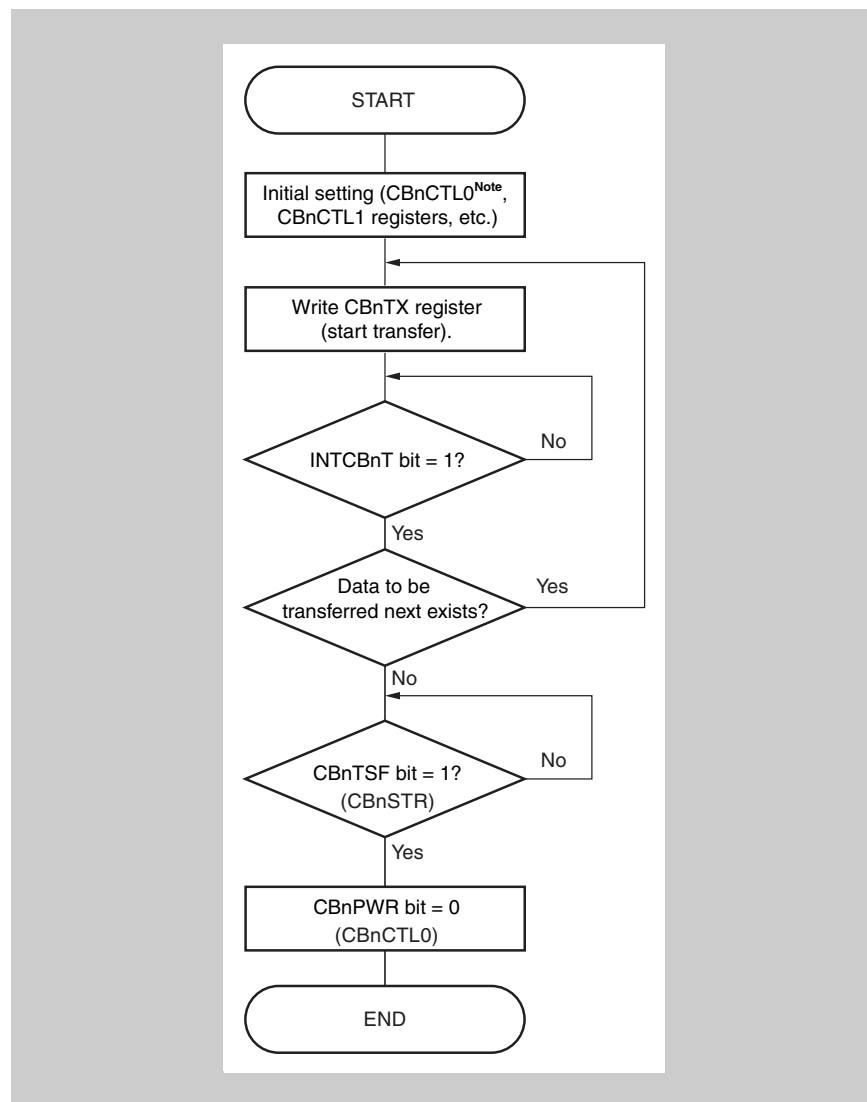 START
Initial setting (CBnCTL0Note,
CBnCTL1 registers, etc.)
Write CBnTX register
(start transfer).
No
INTCBnT bit = 1?
Yes
Data to be
transferred next exists?
Yes
No
No
CBnTSF bit = 1?
(CBnSTR)
Yes
CBnPWR bit = 0
(CBnCTL0)
END